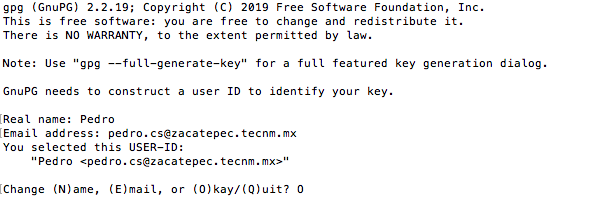 gpg (GnuPG) 2.2.19; Copyright (C) 2019 Free Software Foundation, Inc.
This is free software: you are free to change and redistribute it.
There is NO WARRANTY, to the extent permitted by law.
Note: Use "gpg --full-generate-key" for a full featured key generation dialog.
GnuPG needs to construct a user ID to identify your key.
[Real name: Pedro
[Email address: pedro.cs@zacatepec.tecnm.mx
You selected this USER-ID:
"Pedro <pedro.cs@zacatepec.tecnm.mx>"
[Change (N)ame, (E)mail, or (O)kay/(Q)uit? O